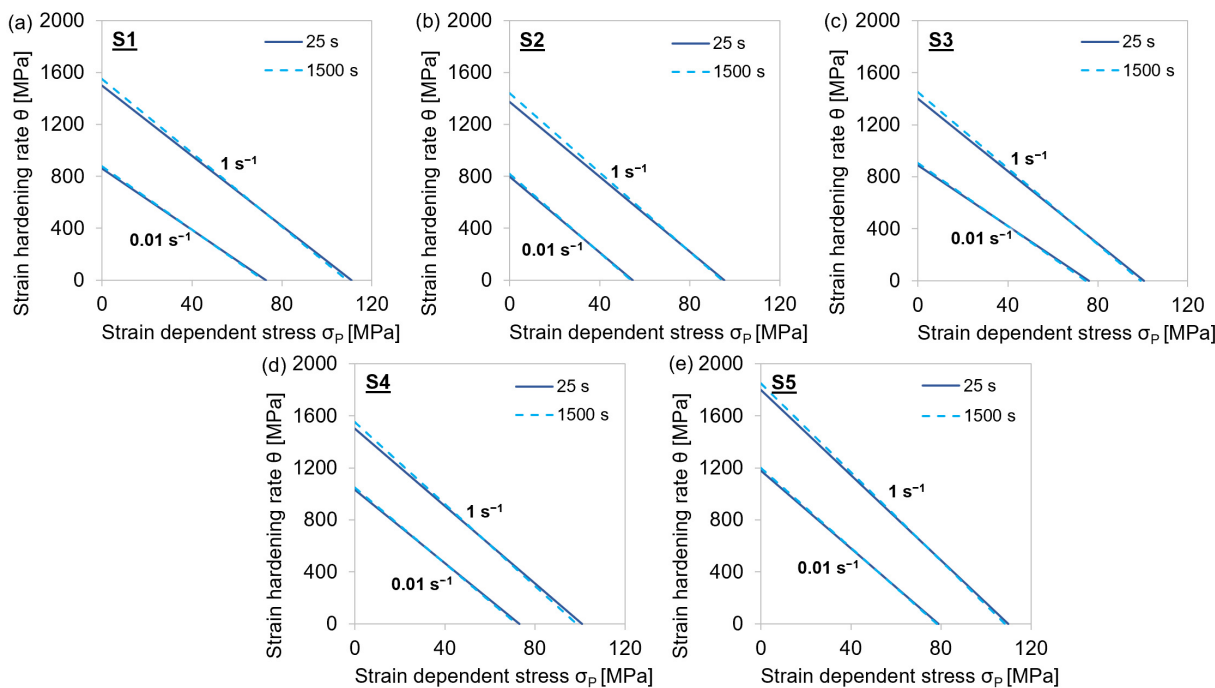 (a)
S1
25 s
1500 s
2000
1600
1200
800
400
0
Strain hardening rate θ [MPa]
1 s⁻¹
0.01 s⁻¹
0 40 80 120
Strain dependent stress σP [MPa]
(b)
S2
25 s
1500 s
2000
1600
1200
800
400
0
Strain hardening rate θ [MPa]
1 s⁻¹
0.01 s⁻¹
0 40 80 120
Strain dependent stress σP [MPa]
(c)
S3
25 s
1500 s
2000
1600
1200
800
400
0
Strain hardening rate θ [MPa]
1 s⁻¹
0.01 s⁻¹
0 40 80 120
Strain dependent stress σP [MPa]
(d)
S4
25 s
1500 s
2000
1600
1200
800
400
0
Strain hardening rate θ [MPa]
1 s⁻¹
0.01 s⁻¹
0 40 80 120
Strain dependent stress σP [MPa]
(e)
S5
25 s
1500 s
2000
1600
1200
800
400
0
Strain hardening rate θ [MPa]
1 s⁻¹
0.01 s⁻¹
0 40 80 120
Strain dependent stress σP [MPa]